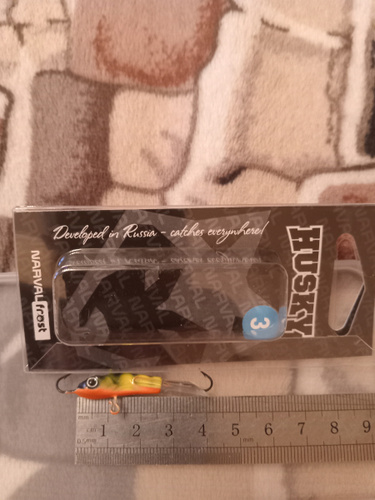 Developed in Russia - catches everywhere!
NARVAL frost
HUSKY
3
1 2 3 4 5 6 7 8 9